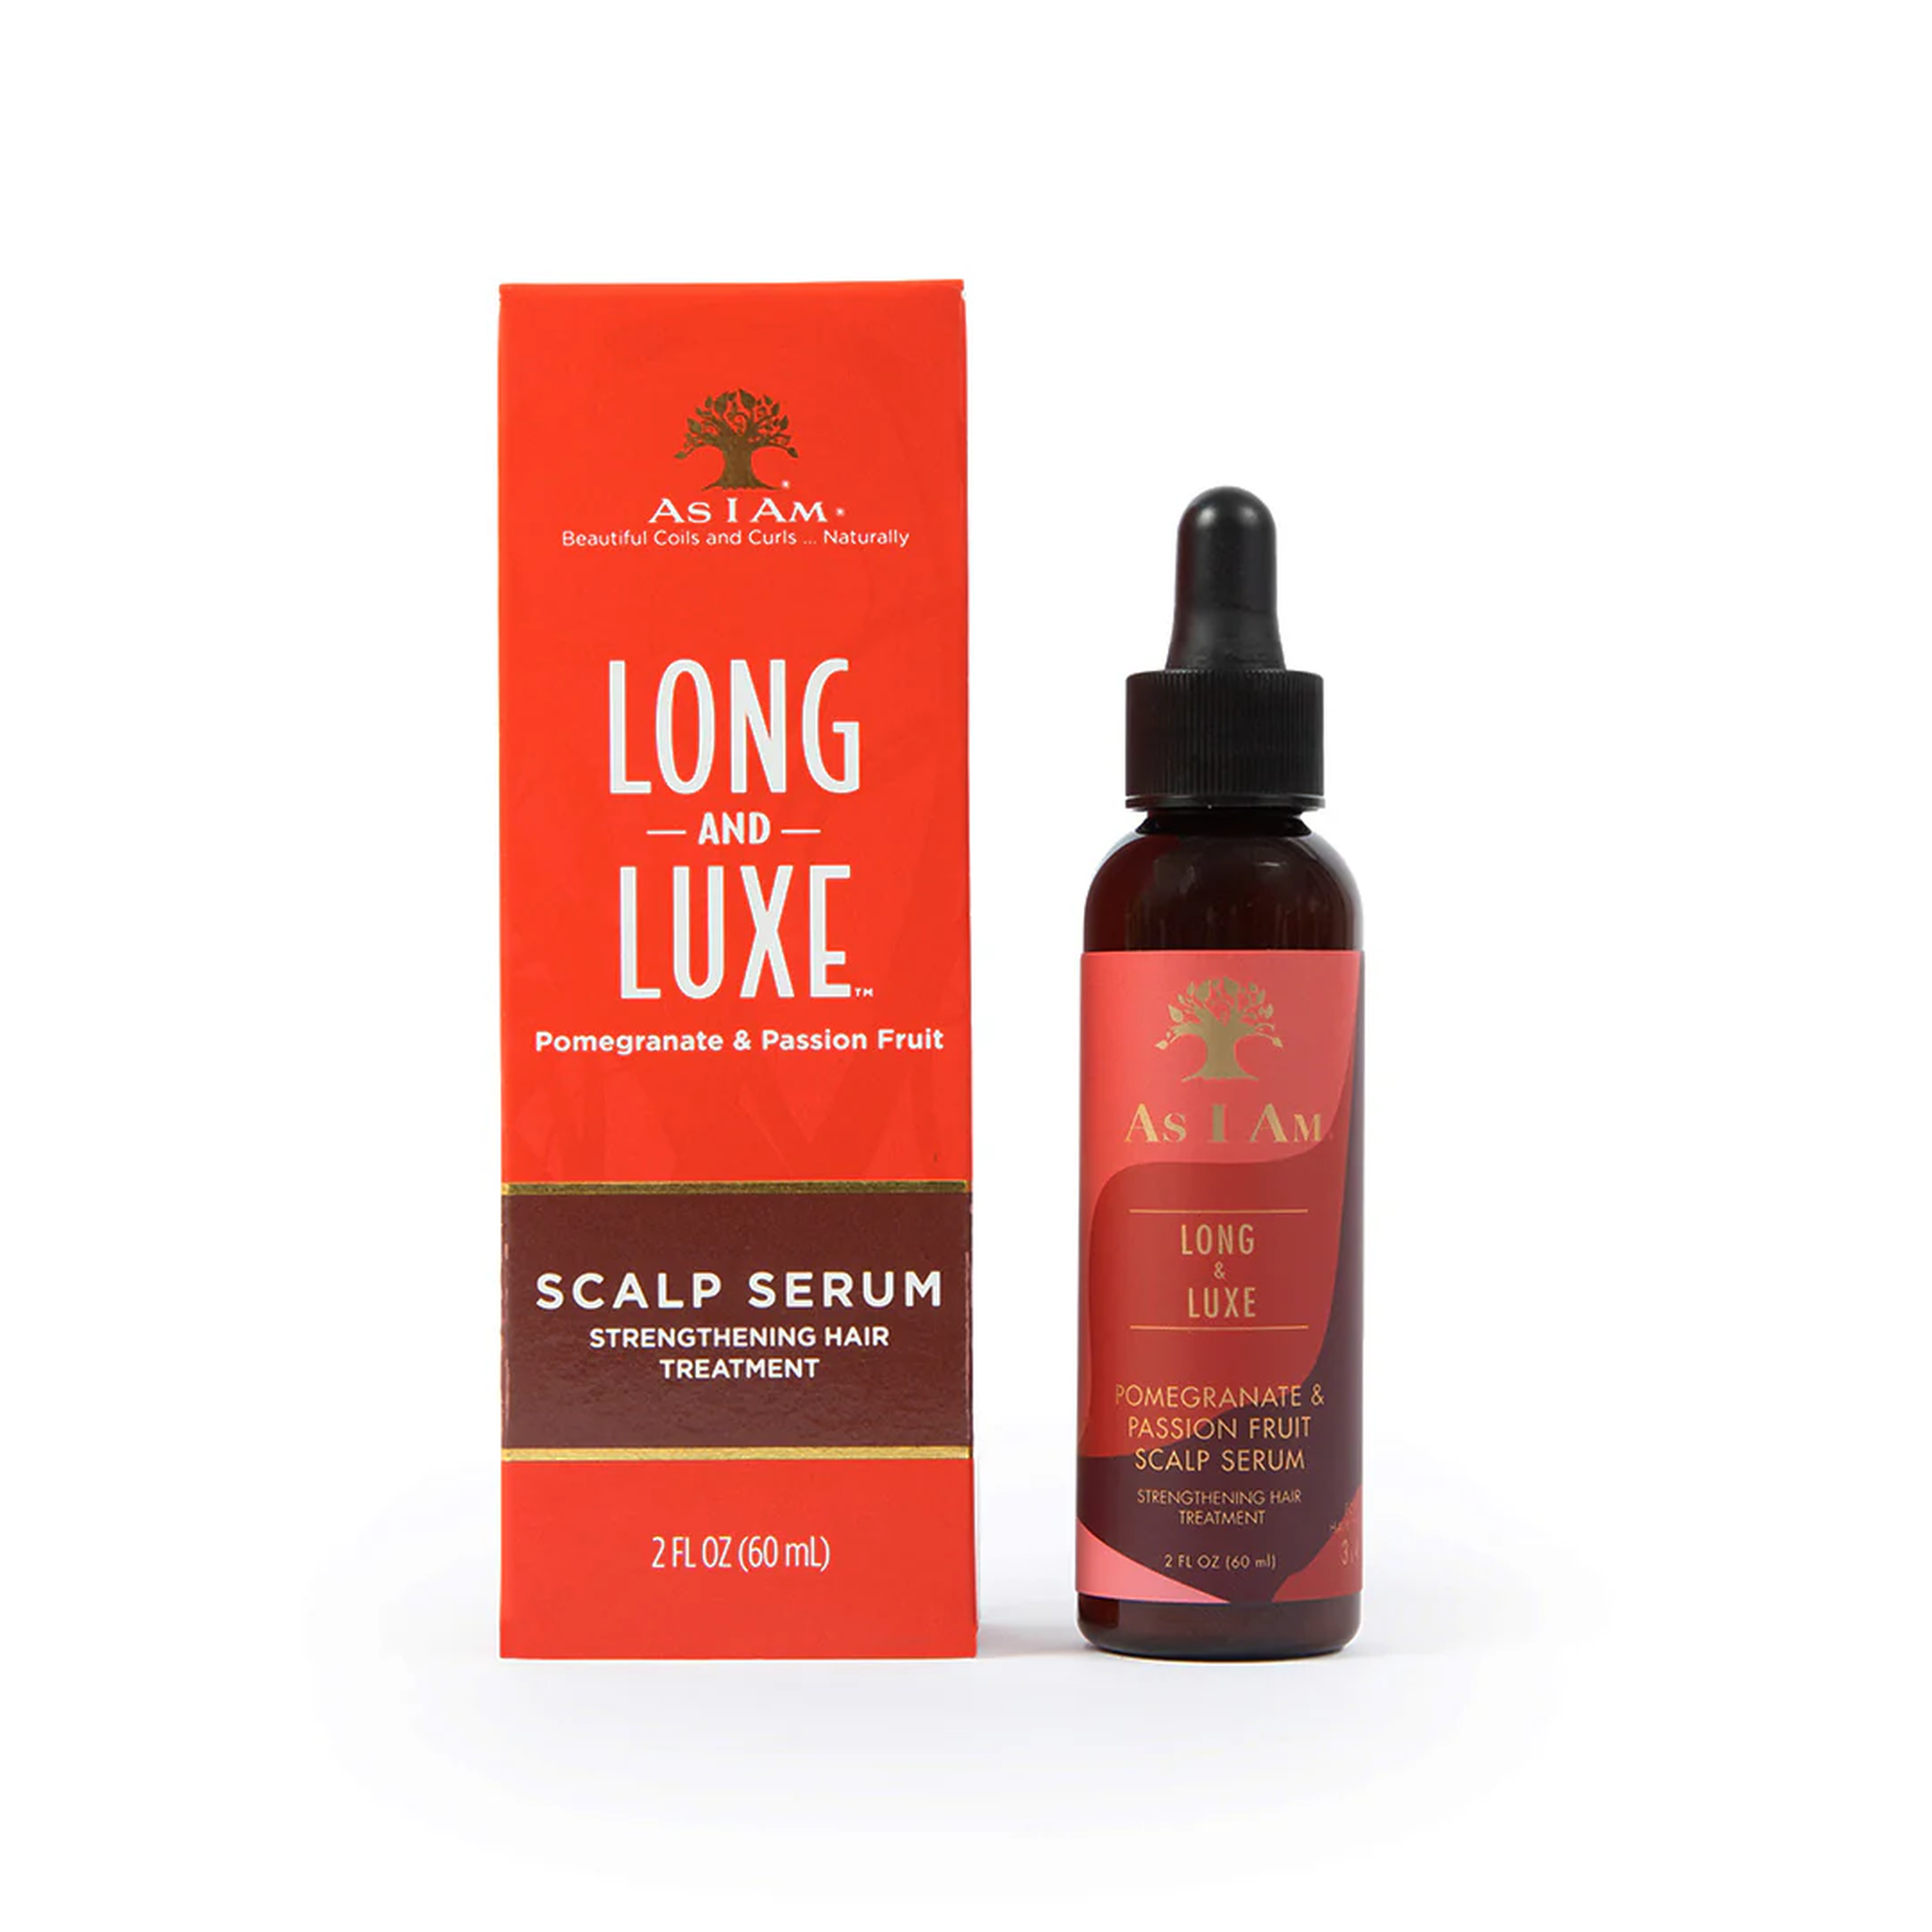 AS I AM®
Beautiful Coils and Curls ... Naturally
LONG
AND
LUXE™
Pomegranate & Passion Fruit
SCALP SERUM
STRENGTHENING HAIR
TREATMENT
2 FL OZ (60 mL)
AS I AM
LONG
&
LUXE
POMEGRANATE &
PASSION FRUIT
SCALP SERUM
STRENGTHENING HAIR
TREATMENT
2 FL OZ (60 ml)